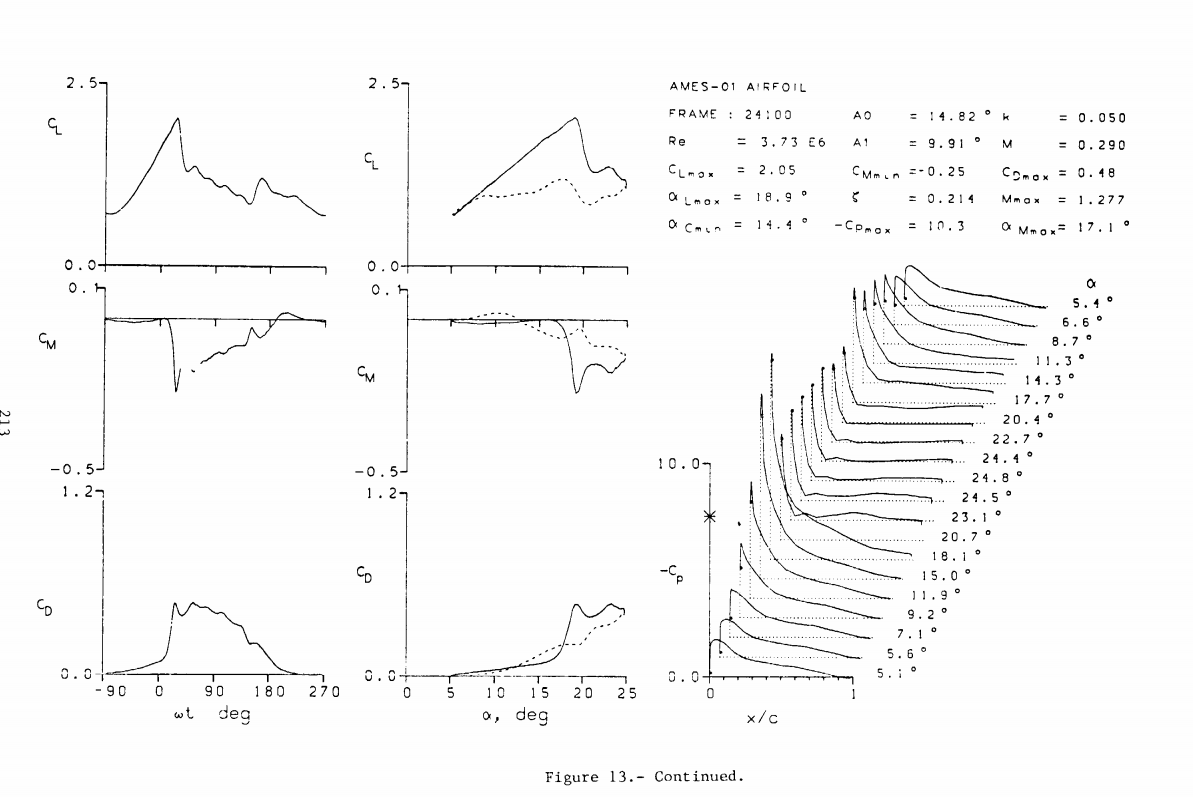 AMES-01 AIRFOIL
FRAME : 24100 A0 = 14.82 ° k = 0.050
Re = 3.73 E6 A1 = 9.91 ° M = 0.290
CLmax = 2.05 CMmin =-0.25 CDmax = 0.48
αLmax = 18.9 ° ζ = 0.214 Mmax = 1.277
αCmin = 14.4 ° -Cpmax = 10.3 αMmax= 17.1 °
2.5
CL
0.0
0.1
CM
-0.5
1.2
CD
0.0
-90 0 90 180 270
ωt deg
2.5
CL
0.0
0.1
CM
-0.5
1.2
CD
0.0
0 5 10 15 20 25
α, deg
α
5.4 °
6.6 °
8.7 °
11.3 °
14.3 °
17.7 °
20.4 °
22.7 °
24.4 °
24.8 °
24.5 °
23.1 °
20.7 °
18.1 °
15.0 °
11.9 °
9.2 °
7.1 °
5.6 °
5.1 °
10.0
-Cp
0.0
0 1
x/c
213
Figure 13.- Continued.